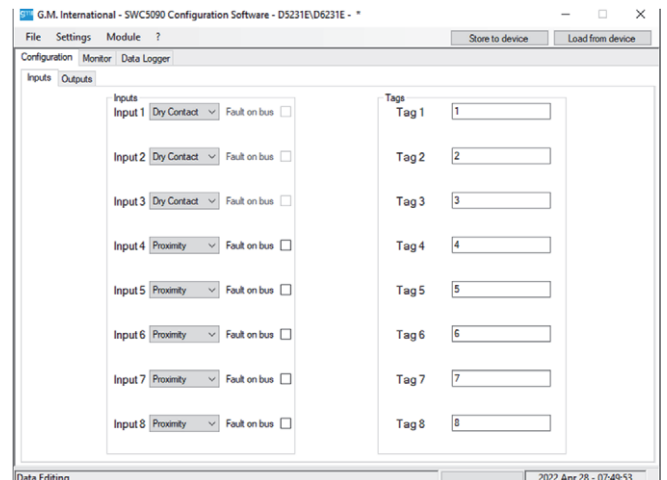 G.M. International - SWC5090 Configuration Software - D5231E\D6231E - *
File Settings Module ? Store to device Load from device
Configuration Monitor Data Logger
Inputs Outputs
Inputs Tags
Input 1 Dry Contact Fault on bus Tag 1 1
Input 2 Dry Contact Fault on bus Tag 2 2
Input 3 Dry Contact Fault on bus Tag 3 3
Input 4 Proximity Fault on bus Tag 4 4
Input 5 Proximity Fault on bus Tag 5 5
Input 6 Proximity Fault on bus Tag 6 6
Input 7 Proximity Fault on bus Tag 7 7
Input 8 Proximity Fault on bus Tag 8 8
Data Editing 2022 Apr 28 - 07:49:53